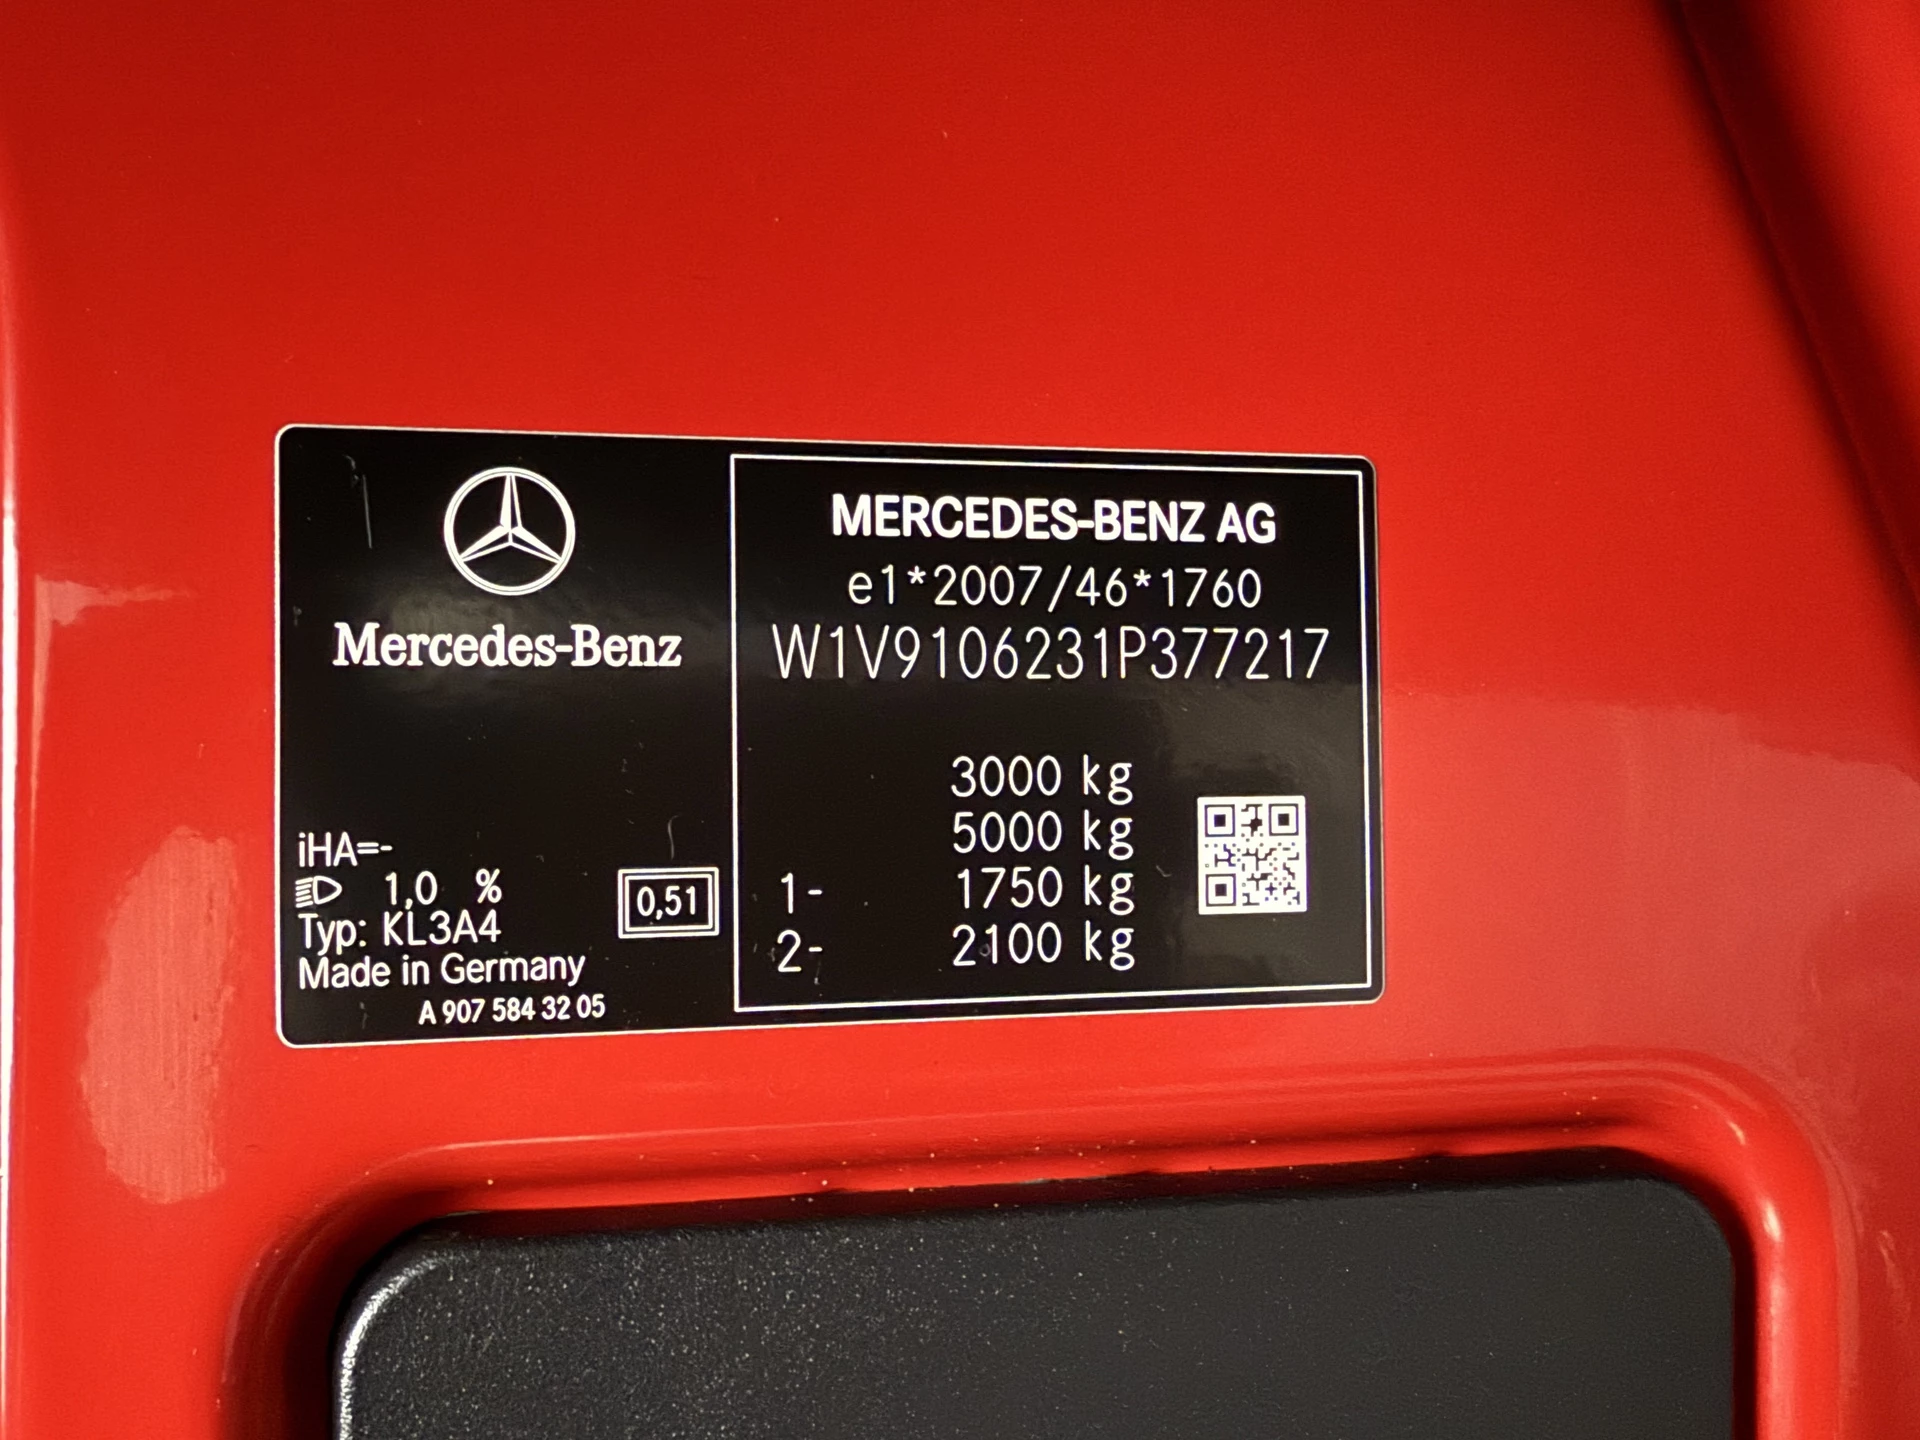 Mercedes-Benz
iHA=-
1,0 %
Typ: KL3A4
Made in Germany
A 907 584 32 05
0,51
MERCEDES-BENZ AG
e1*2007/46*1760
W1V9106231P377217
3000 kg
5000 kg
1- 1750 kg
2- 2100 kg